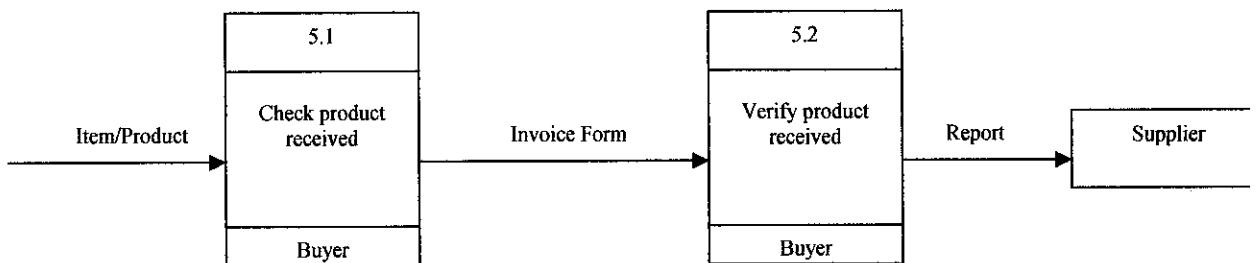 5.1
Check product
received
Buyer
Item/Product
Invoice Form
5.2
Verify product
received
Buyer
Report
Supplier